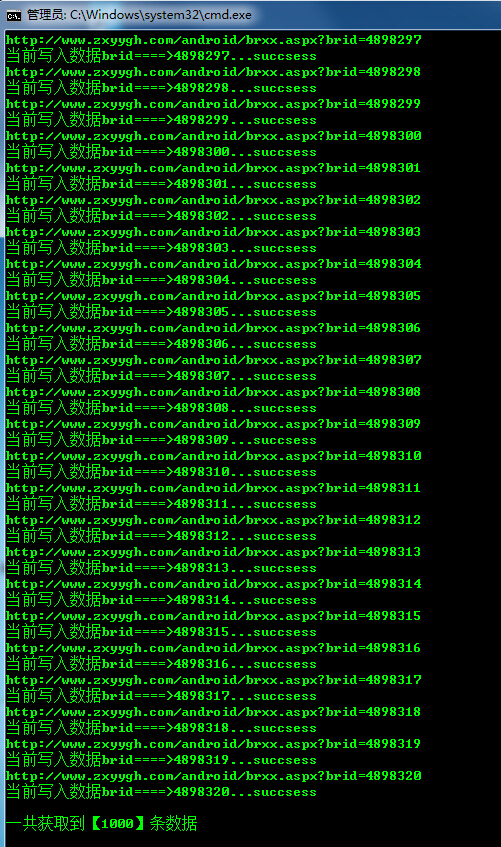 管理员: C:\Windows\system32\cmd.exe
http://www.zxyygh.com/android/brxx.aspx?brid=4898297
当前写入数据brid====>4898297...succsess
http://www.zxyygh.com/android/brxx.aspx?brid=4898298
当前写入数据brid====>4898298...succsess
http://www.zxyygh.com/android/brxx.aspx?brid=4898299
当前写入数据brid====>4898299...succsess
http://www.zxyygh.com/android/brxx.aspx?brid=4898300
当前写入数据brid====>4898300...succsess
http://www.zxyygh.com/android/brxx.aspx?brid=4898301
当前写入数据brid====>4898301...succsess
http://www.zxyygh.com/android/brxx.aspx?brid=4898302
当前写入数据brid====>4898302...succsess
http://www.zxyygh.com/android/brxx.aspx?brid=4898303
当前写入数据brid====>4898303...succsess
http://www.zxyygh.com/android/brxx.aspx?brid=4898304
当前写入数据brid====>4898304...succsess
http://www.zxyygh.com/android/brxx.aspx?brid=4898305
当前写入数据brid====>4898305...succsess
http://www.zxyygh.com/android/brxx.aspx?brid=4898306
当前写入数据brid====>4898306...succsess
http://www.zxyygh.com/android/brxx.aspx?brid=4898307
当前写入数据brid====>4898307...succsess
http://www.zxyygh.com/android/brxx.aspx?brid=4898308
当前写入数据brid====>4898308...succsess
http://www.zxyygh.com/android/brxx.aspx?brid=4898309
当前写入数据brid====>4898309...succsess
http://www.zxyygh.com/android/brxx.aspx?brid=4898310
当前写入数据brid====>4898310...succsess
http://www.zxyygh.com/android/brxx.aspx?brid=4898311
当前写入数据brid====>4898311...succsess
http://www.zxyygh.com/android/brxx.aspx?brid=4898312
当前写入数据brid====>4898312...succsess
http://www.zxyygh.com/android/brxx.aspx?brid=4898313
当前写入数据brid====>4898313...succsess
http://www.zxyygh.com/android/brxx.aspx?brid=4898314
当前写入数据brid====>4898314...succsess
http://www.zxyygh.com/android/brxx.aspx?brid=4898315
当前写入数据brid====>4898315...succsess
http://www.zxyygh.com/android/brxx.aspx?brid=4898316
当前写入数据brid====>4898316...succsess
http://www.zxyygh.com/android/brxx.aspx?brid=4898317
当前写入数据brid====>4898317...succsess
http://www.zxyygh.com/android/brxx.aspx?brid=4898318
当前写入数据brid====>4898318...succsess
http://www.zxyygh.com/android/brxx.aspx?brid=4898319
当前写入数据brid====>4898319...succsess
http://www.zxyygh.com/android/brxx.aspx?brid=4898320
当前写入数据brid====>4898320...succsess
一共获取到【1000】条数据